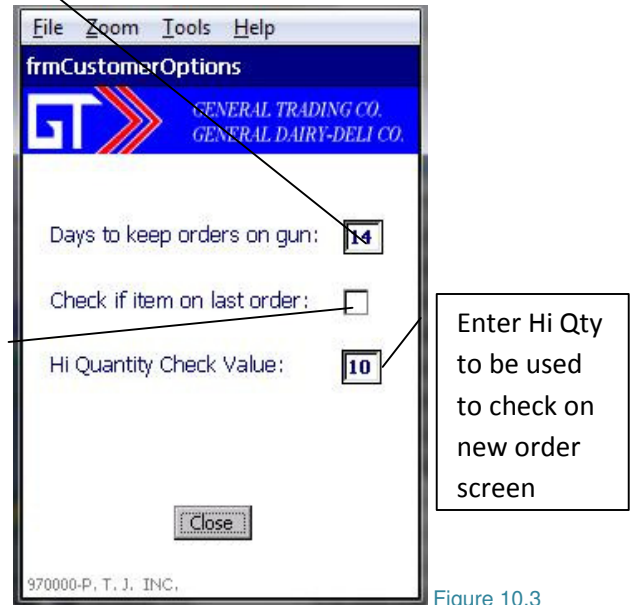 File Zoom Tools Help
frmCustomerOptions
GT
GENERAL TRADING CO.
GENERAL DAIRY-DELI CO.
Days to keep orders on gun: 14
Check if item on last order:
Hi Quantity Check Value: 10
Close
970000-P. T. J. INC.
Enter Hi Qty
to be used
to check on
new order
screen
Figure 10.3